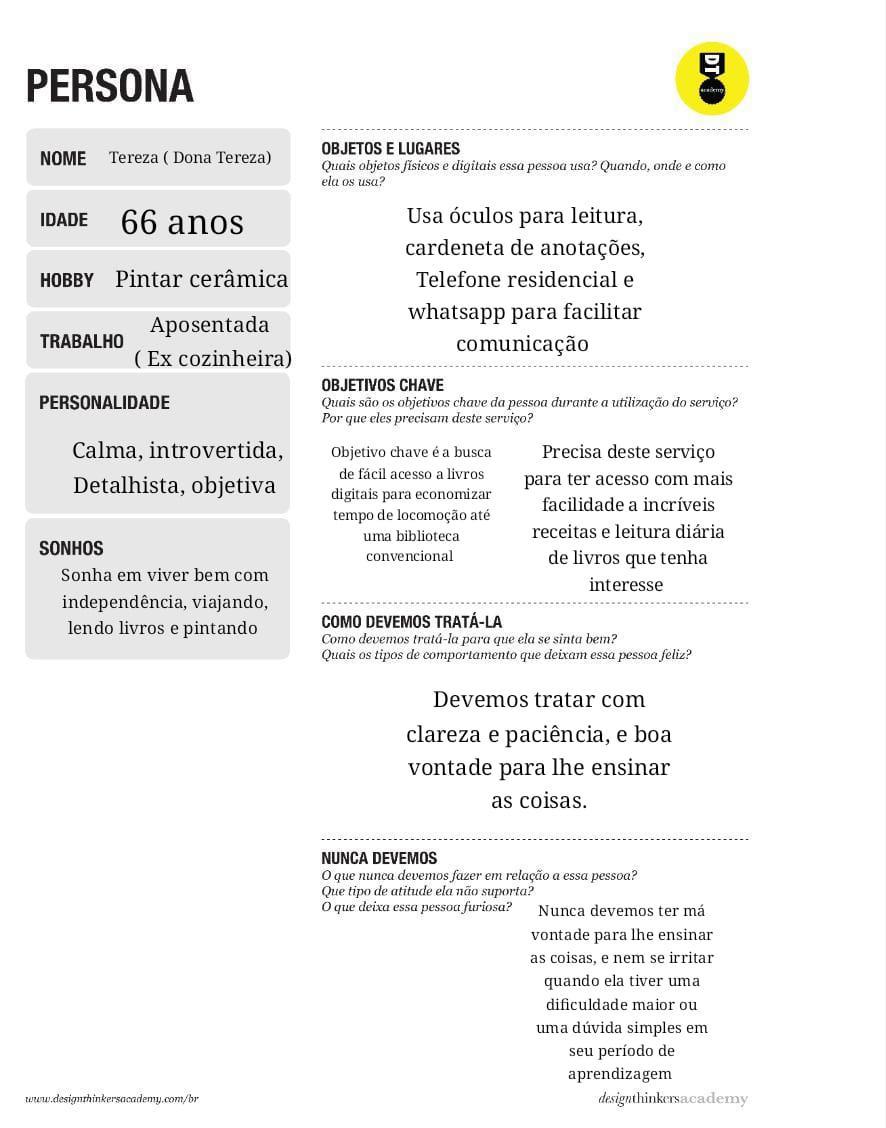 PERSONA
DT
academy
NOME Tereza ( Dona Tereza)
IDADE 66 anos
HOBBY Pintar cerâmica
TRABALHO Aposentada
( Ex cozinheira)
PERSONALIDADE
Calma, introvertida,
Detalhista, objetiva
SONHOS
Sonha em viver bem com
independência, viajando,
lendo livros e pintando
OBJETOS E LUGARES
Quais objetos físicos e digitais essa pessoa usa? Quando, onde e como
ela os usa?
Usa óculos para leitura,
cardeneta de anotações,
Telefone residencial e
whatsapp para facilitar
comunicação
OBJETIVOS CHAVE
Quais são os objetivos chave da pessoa durante a utilização do serviço?
Por que eles precisam deste serviço?
Objetivo chave é a busca
de fácil acesso a livros
digitais para economizar
tempo de locomoção até
uma biblioteca
convencional
Precisa deste serviço
para ter acesso com mais
facilidade a incríveis
receitas e leitura diária
de livros que tenha
interesse
COMO DEVEMOS TRATÁ-LA
Como devemos tratá-la para que ela se sinta bem?
Quais os tipos de comportamento que deixam essa pessoa feliz?
Devemos tratar com
clareza e paciência, e boa
vontade para lhe ensinar
as coisas.
NUNCA DEVEMOS
O que nunca devemos fazer em relação a essa pessoa?
Que tipo de atitude ela não suporta?
O que deixa essa pessoa furiosa?
Nunca devemos ter má
vontade para lhe ensinar
as coisas, e nem se irritar
quando ela tiver uma
dificuldade maior ou
uma dúvida simples em
seu período de
aprendizagem
www.designthinkersacademy.com/br
designthinkersacademy